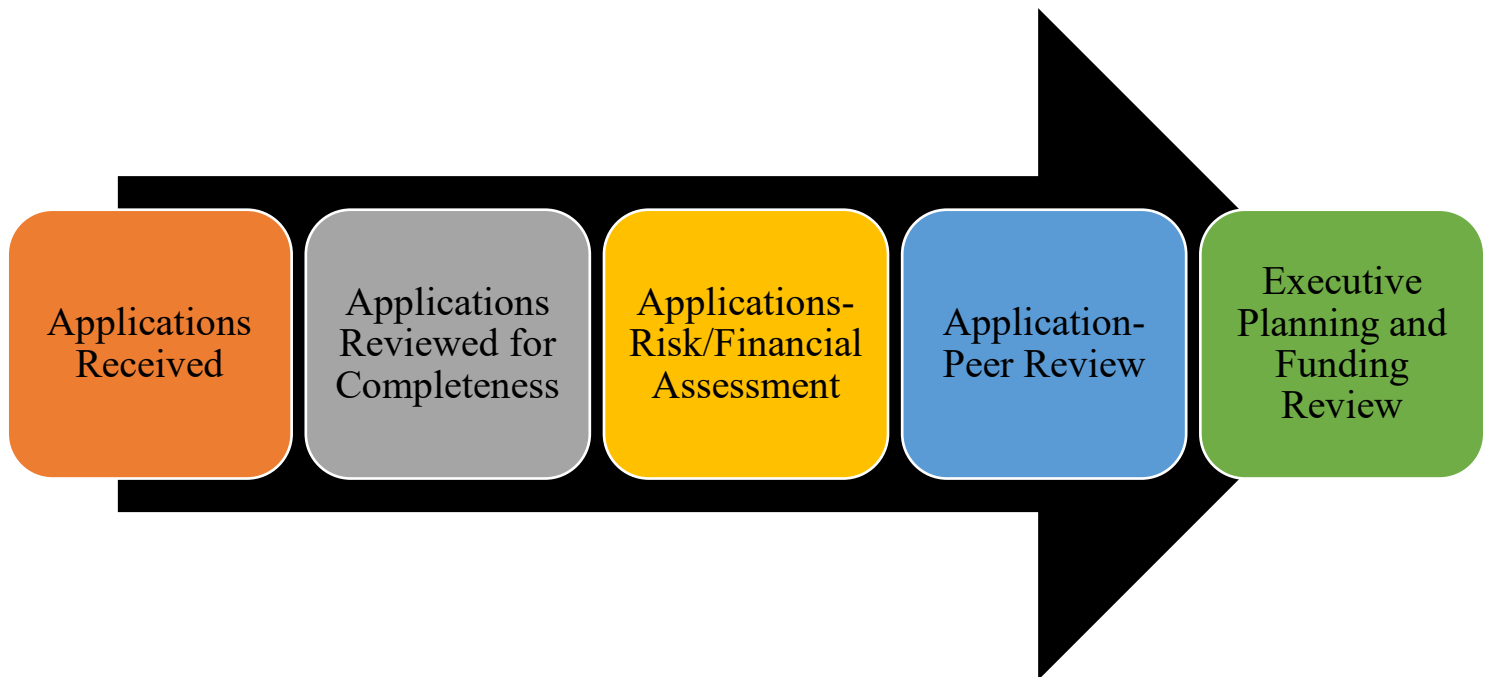 Applications
Received
Applications
Reviewed for
Completeness
Applications-
Risk/Financial
Assessment
Application-
Peer Review
Executive
Planning and
Funding
Review